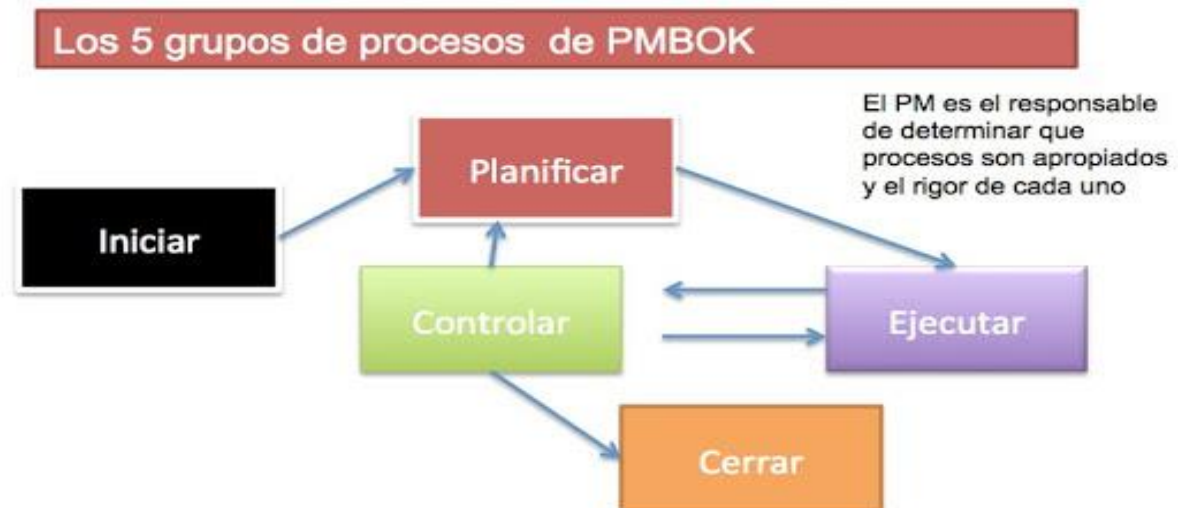 Los 5 grupos de procesos de PMBOK
El PM es el responsable
de determinar que
procesos son apropiados
y el rigor de cada uno
Planificar
Iniciar
Controlar
Ejecutar
Cerrar